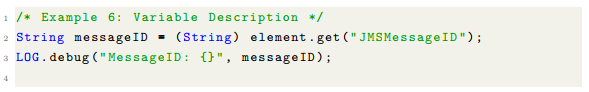 1 /* Example 6: Variable Description */
2 String messageID = (String) element.get("JMSMessageID");
3 LOG.debug("MessageID: {}", messageID);
4